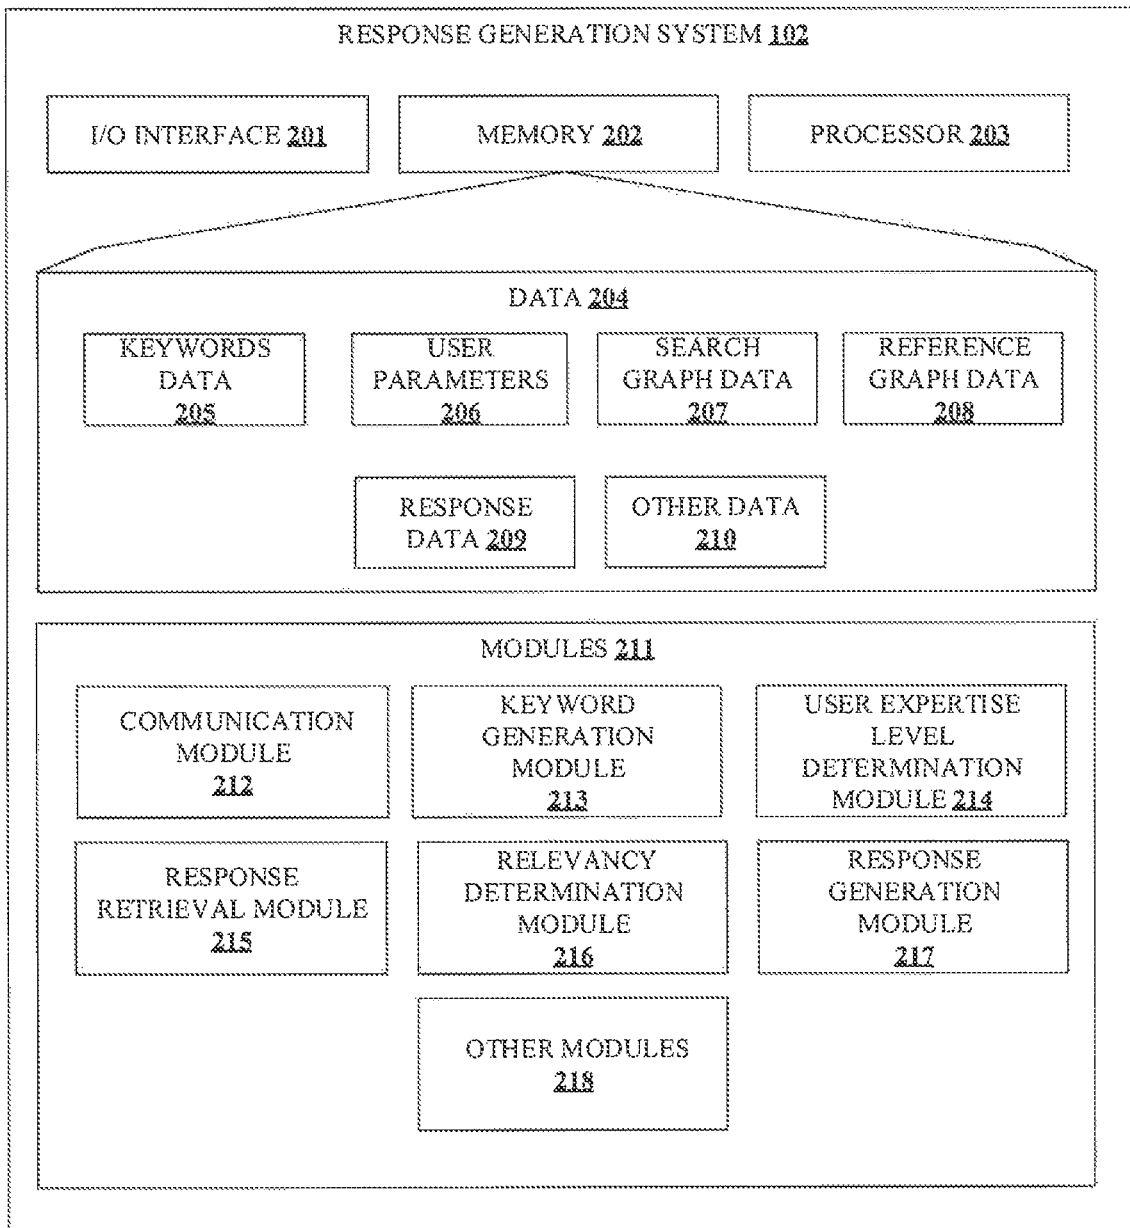 RESPONSE GENERATION SYSTEM 102
I/O INTERFACE 201
MEMORY 202
PROCESSOR 203
DATA 204
KEYWORDS
DATA
205
USER
PARAMETERS
206
SEARCH
GRAPH DATA
207
REFERENCE
GRAPH DATA
208
RESPONSE
DATA 209
OTHER DATA
210
MODULES 211
COMMUNICATION
MODULE
212
KEYWORD
GENERATION
MODULE
213
USER EXPERTISE
LEVEL
DETERMINATION
MODULE 214
RESPONSE
RETRIEVAL MODULE
215
RELEVANCY
DETERMINATION
MODULE
216
RESPONSE
GENERATION
MODULE
217
OTHER MODULES
218